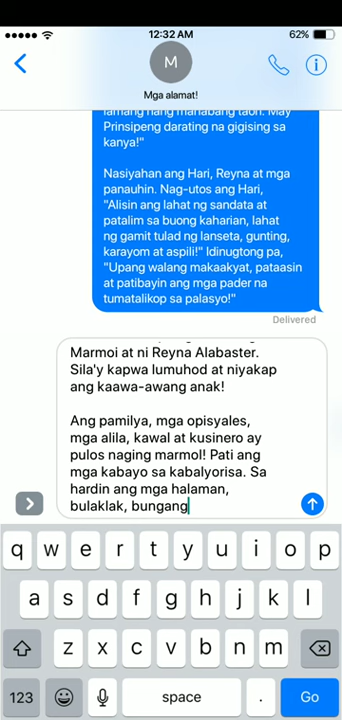 12:32 AM
62%
M
Mga alamat!
lamang nang mahabang taon. May
Prinsipeng darating na gigising sa
kanya!"
Nasiyahan ang Hari, Reyna at mga
panauhin. Nag-utos ang Hari,
"Alisin ang lahat ng sandata at
patalim sa buong kaharian, lahat
ng gamit tulad ng lanseta, gunting,
karayom at aspili!" Idinugtong pa,
"Upang walang makaakyat, pataasin
at patibayin ang mga pader na
tumatalikop sa palasyo!"
Delivered
Marmoi at ni Reyna Alabaster.
Sila'y kapwa lumuhod at niyakap
ang kaawa-awang anak!
Ang pamilya, mga opisyales,
mga alila, kawal at kusinero ay
pulos naging marmol! Pati ang
mga kabayo sa kabalyorisa. Sa
hardin ang mga halaman,
bulaklak, bungang
q w e r t y u i o p
a s d f g h j k l
z x c v b n m
123 space . Go